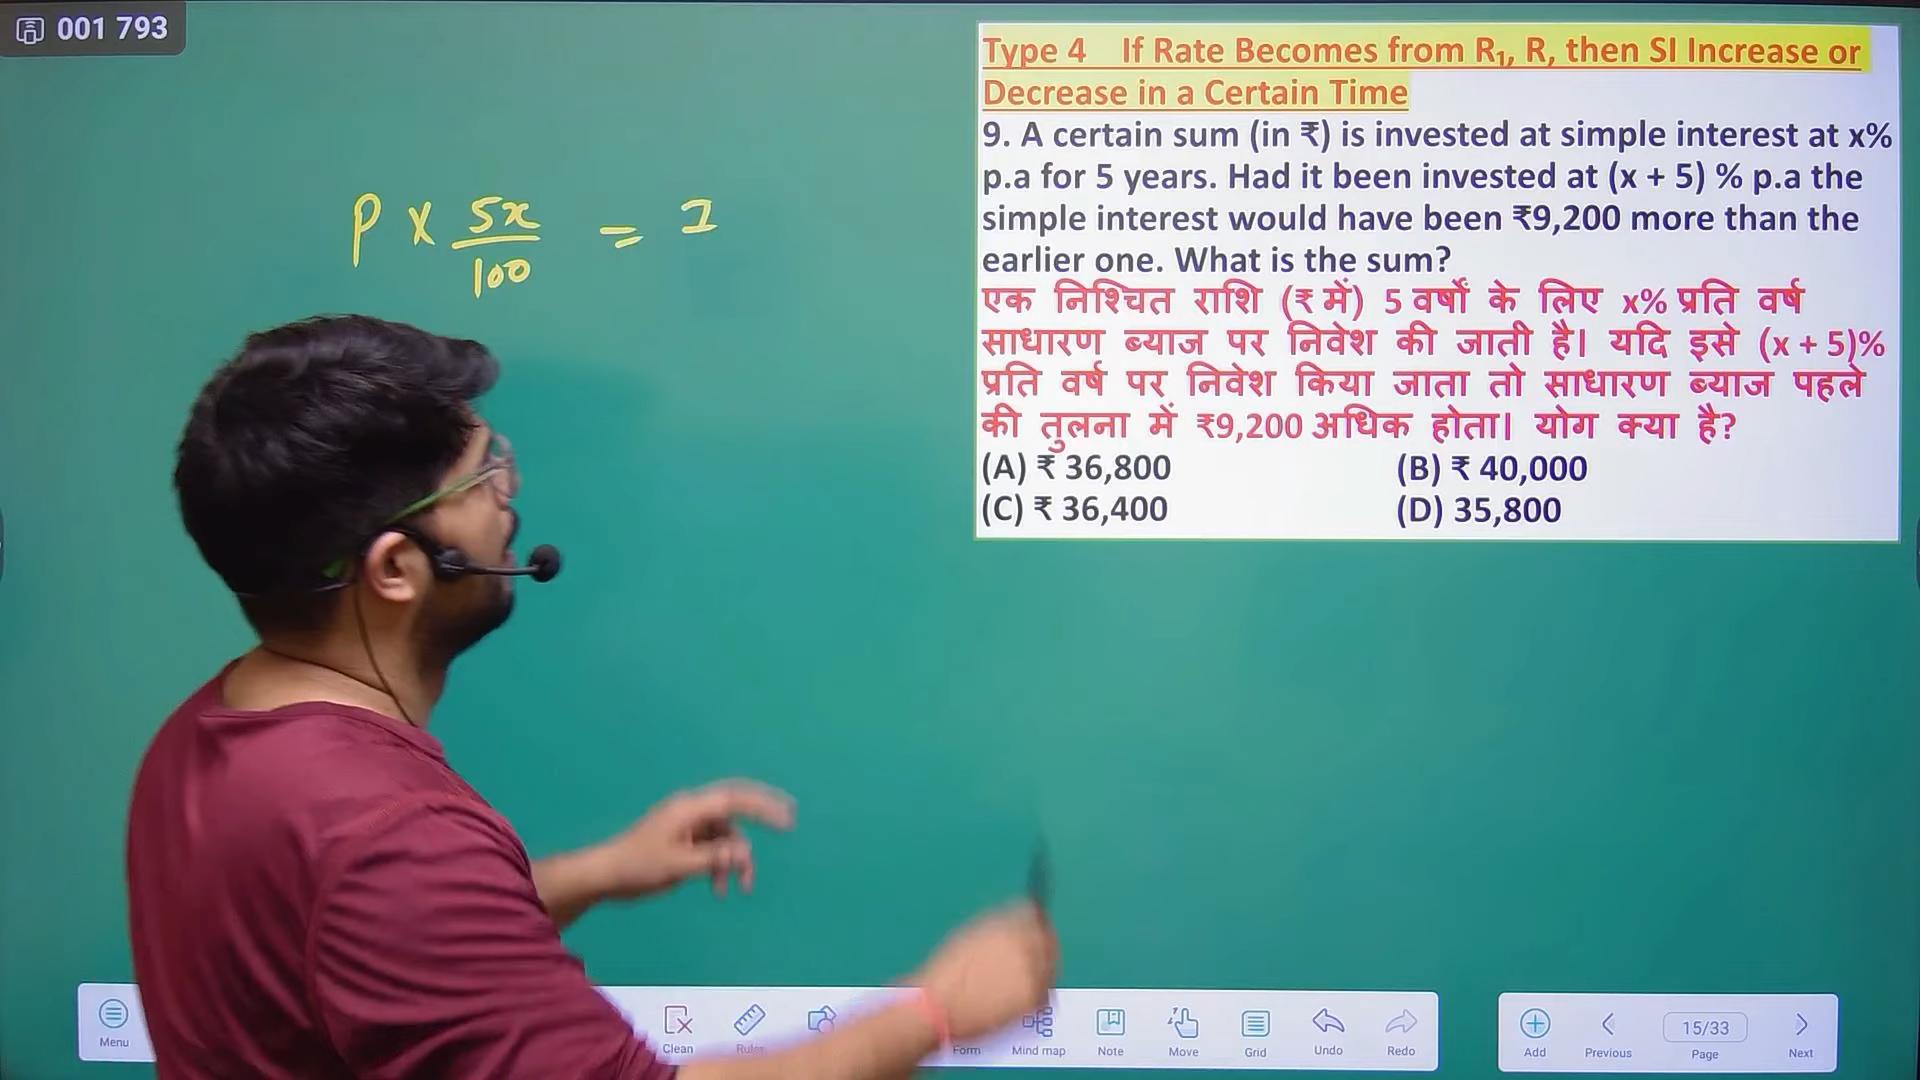 001 793
Type 4 If Rate Becomes from R₁, R, then SI Increase or
Decrease in a Certain Time
9. A certain sum (in ₹) is invested at simple interest at x%
p.a for 5 years. Had it been invested at (x + 5) % p.a the
simple interest would have been ₹9,200 more than the
earlier one. What is the sum?
एक निश्चित राशि (₹ में) 5 वर्षों के लिए x% प्रति वर्ष
साधारण ब्याज पर निवेश की जाती है। यदि इसे (x + 5)%
प्रति वर्ष पर निवेश किया जाता तो साधारण ब्याज पहले
की तुलना में ₹9,200 अधिक होता। योग क्या है?
(A) ₹ 36,800 (B) ₹ 40,000
(C) ₹ 36,400 (D) 35,800
P × 5x/100 = I
Menu Clean Ruler Form Mind map Note Move Grid Undo Redo
Add Previous 15/33 Page Next